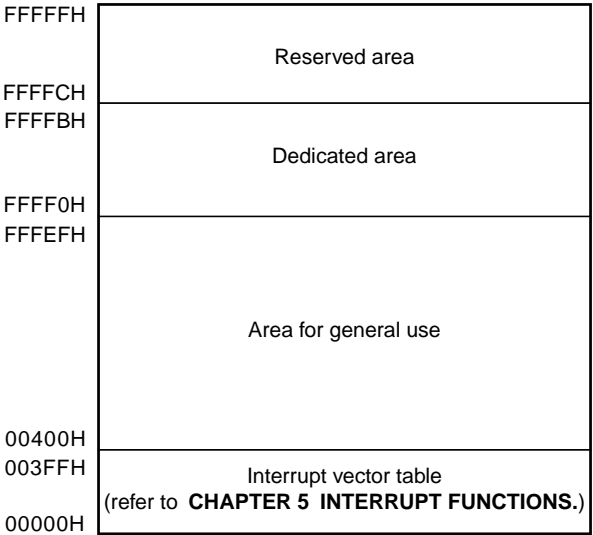 FFFFFH
Reserved area
FFFFCH
FFFFBH
Dedicated area
FFFF0H
FFFEFH
Area for general use
00400H
003FFH
Interrupt vector table
(refer to CHAPTER 5 INTERRUPT FUNCTIONS.)
00000H